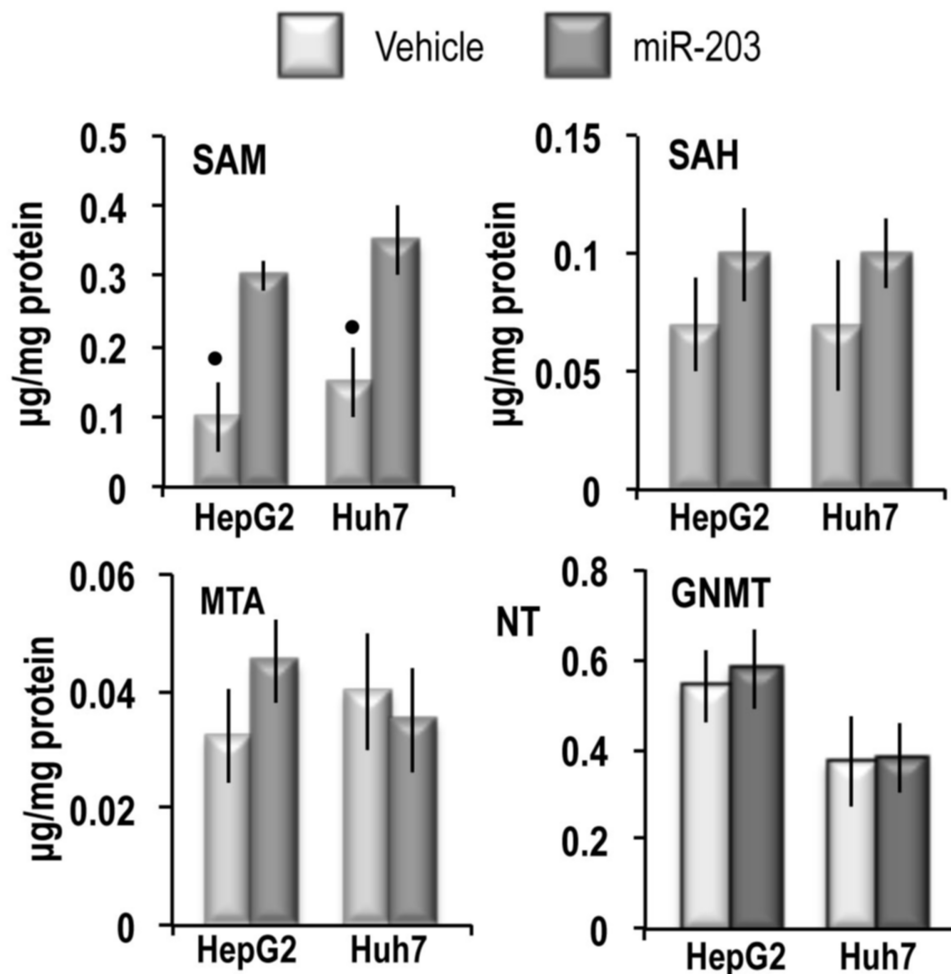 Vehicle miR-203
SAM
µg/mg protein
0.5
0.4
0.3
0.2
0.1
0
HepG2 Huh7
SAH
µg/mg protein
0.15
0.1
0.05
0
HepG2 Huh7
MTA
µg/mg protein
0.06
0.04
0.02
0
HepG2 Huh7
GNMT
NT
0.8
0.6
0.4
0.2
0
HepG2 Huh7